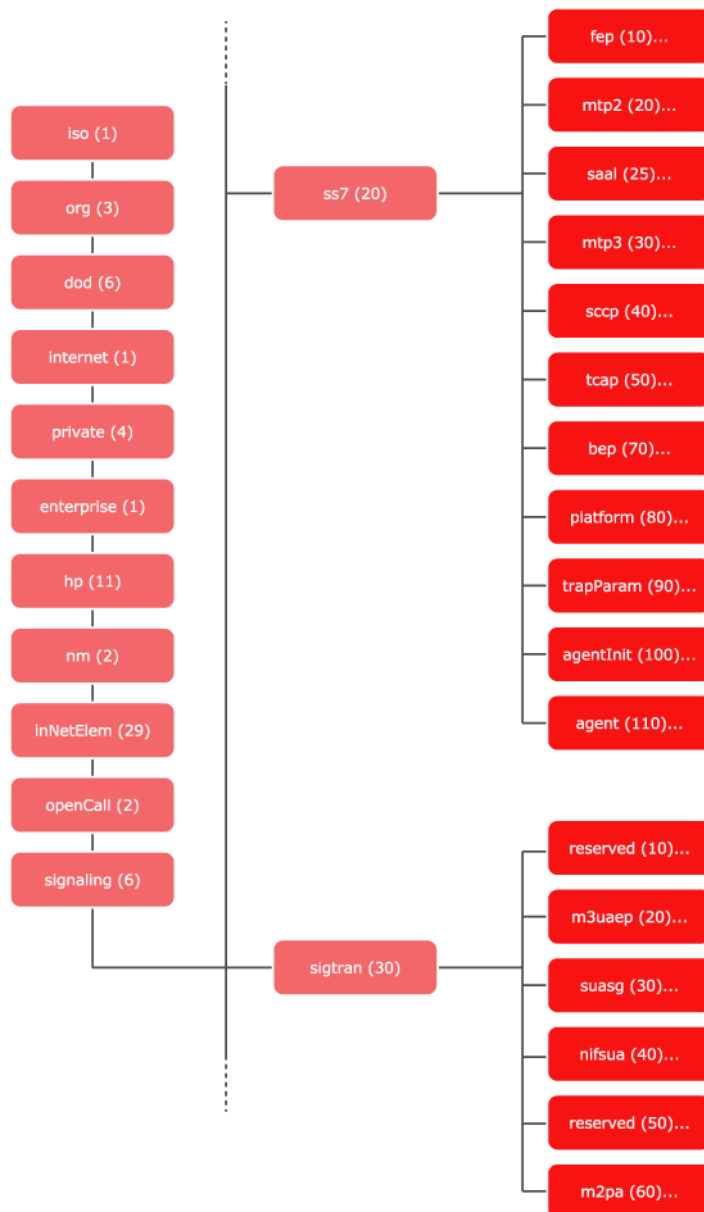 iso (1)
org (3)
dod (6)
internet (1)
private (4)
enterprise (1)
hp (11)
nm (2)
inNetElem (29)
openCall (2)
signaling (6)
ss7 (20)
fep (10)...
mtp2 (20)...
saal (25)...
mtp3 (30)...
sccp (40)...
tcap (50)...
bep (70)...
platform (80)...
trapParam (90)...
agentInit (100)...
agent (110)...
sigtran (30)
reserved (10)...
m3uaep (20)...
suasg (30)...
nifsua (40)...
reserved (50)...
m2pa (60)...